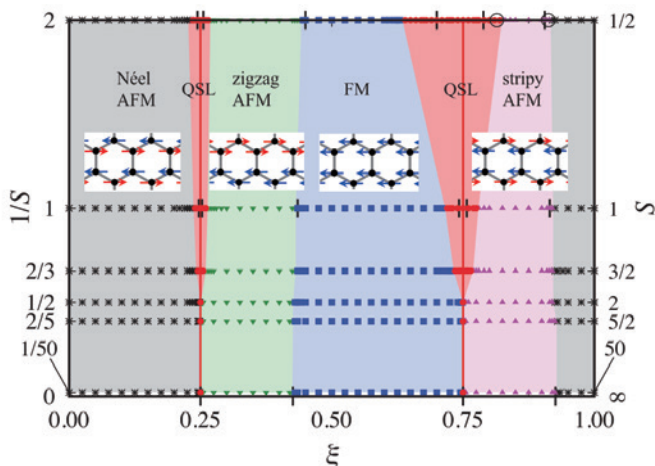 2
1/2
Néel
AFM
QSL
zigzag
AFM
FM
QSL
stripy
AFM
1/S
S
1
1
2/3
3/2
1/2
2
2/5
5/2
1/50
50
0
∞
0.00
0.25
0.50
0.75
1.00
ξ